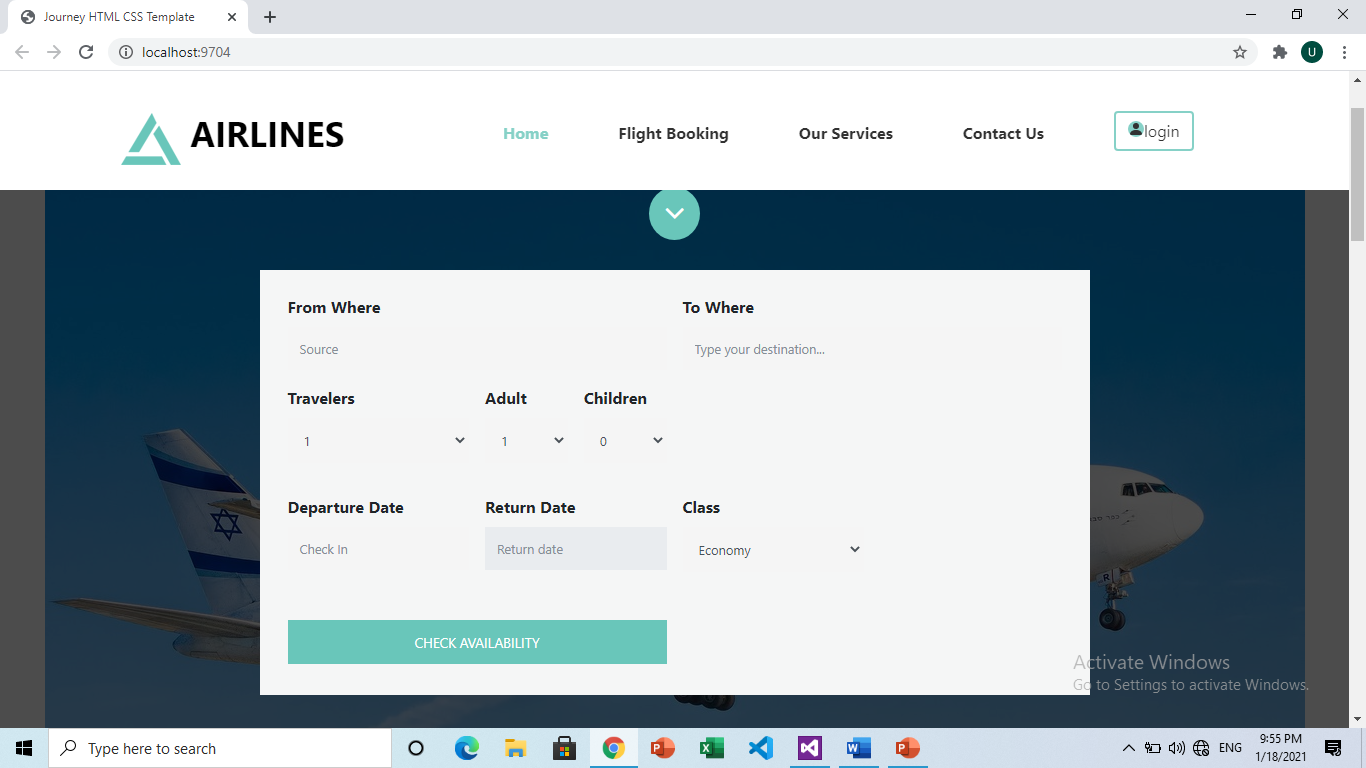 Journey HTML CSS Template
localhost:9704
U
AIRLINES
Home
Flight Booking
Our Services
Contact Us
login
From Where
To Where
Source
Type your destination...
Travelers
Adult
Children
1
1
0
Departure Date
Return Date
Class
Check In
Return date
Economy
R
CHECK AVAILABILITY
Activate Windows
Go to Settings to activate Windows.
Type here to search
ENG
9:55 PM
1/18/2021